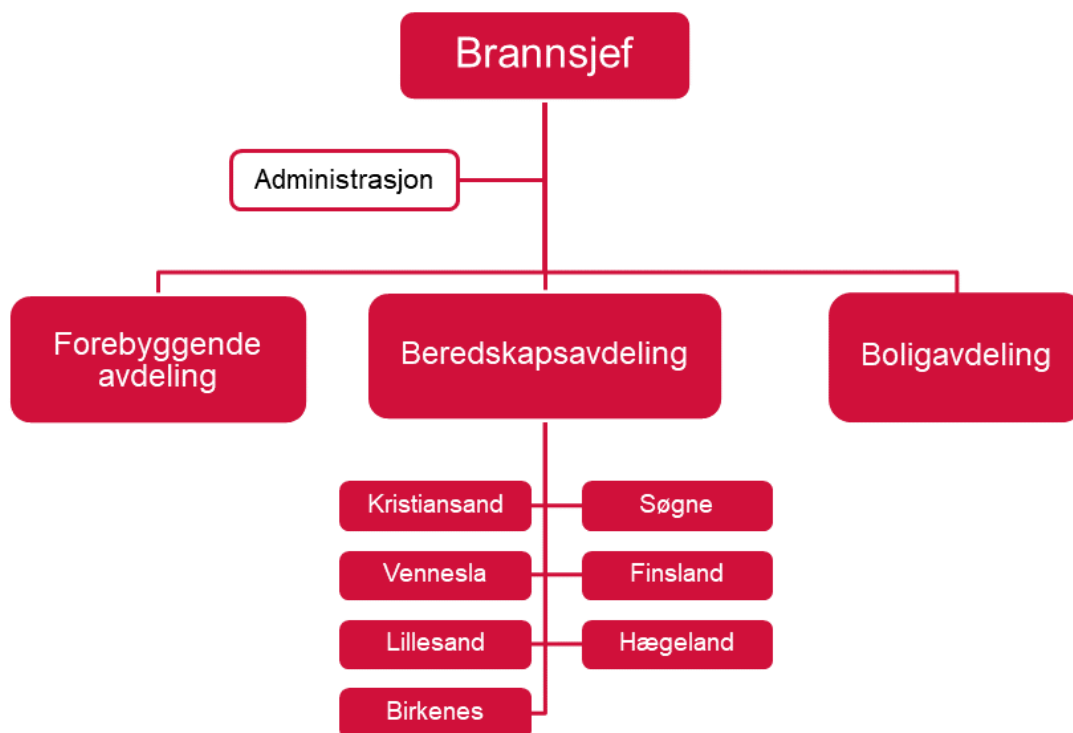 Brannsjef
Administrasjon
Forebyggende
avdeling
Beredskapsavdeling
Boligavdeling
Kristiansand
Søgne
Vennesla
Finsland
Lillesand
Hægeland
Birkenes